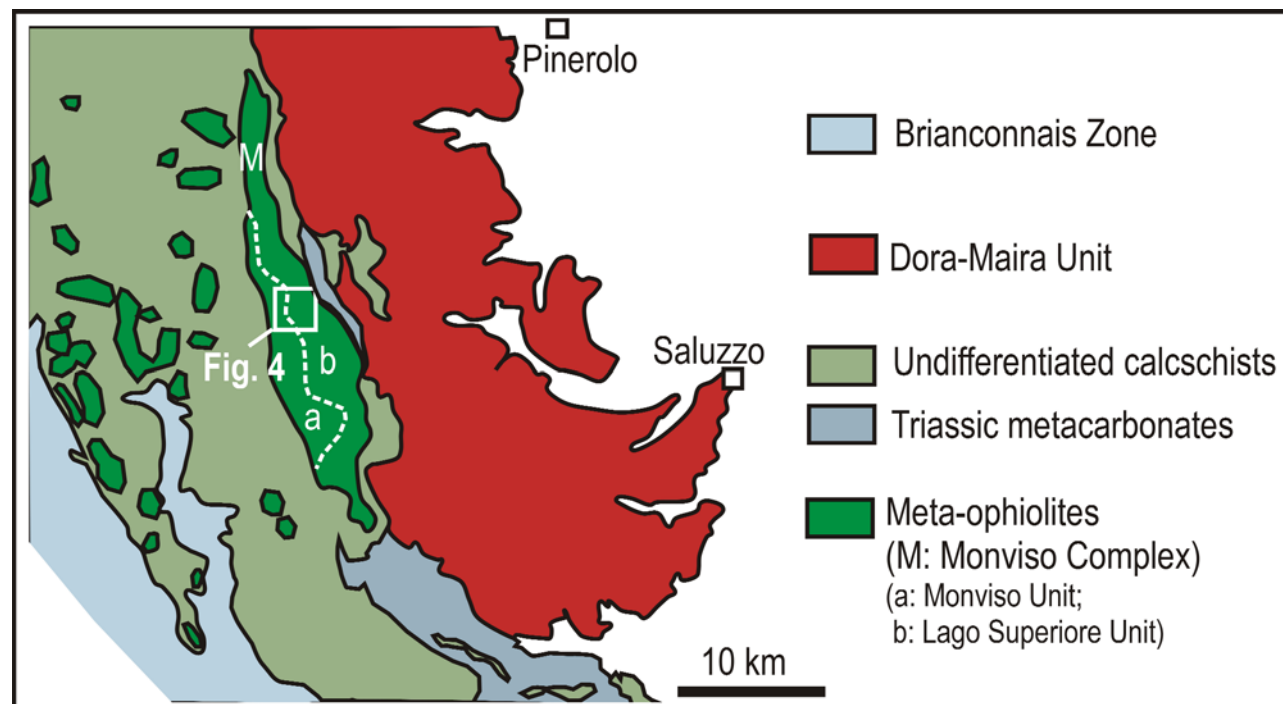 Pinerolo
M
Fig. 4
b
a
Saluzzo
10 km
Brianconnais Zone
Dora-Maira Unit
Undifferentiated calcschists
Triassic metacarbonates
Meta-ophiolites
(M: Monviso Complex)
(a: Monviso Unit;
b: Lago Superiore Unit)